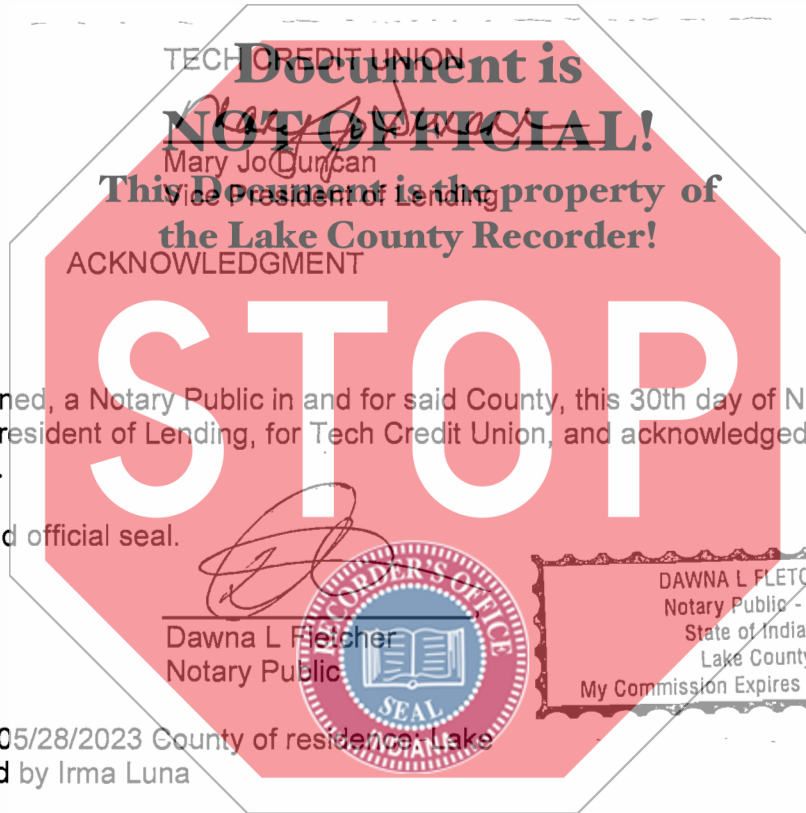 TECH CREDIT UNION
Document is
NOT OFFICIAL!
Mary Jo Duncan
This Document is the property of
Vice President of Lending
the Lake County Recorder!
ACKNOWLEDGMENT
STOP
ned, a Notary Public in and for said County, this 30th day of N
resident of Lending, for Tech Credit Union, and acknowledged
.
d official seal.
RECORDER'S OFFICE
SEAL
INDIANA
DAWNA L FLETC
Notary Public -
State of India
Lake County
My Commission Expires
Dawna L Fletcher
Notary Public
05/28/2023 County of residence: Lake
d by Irma Luna